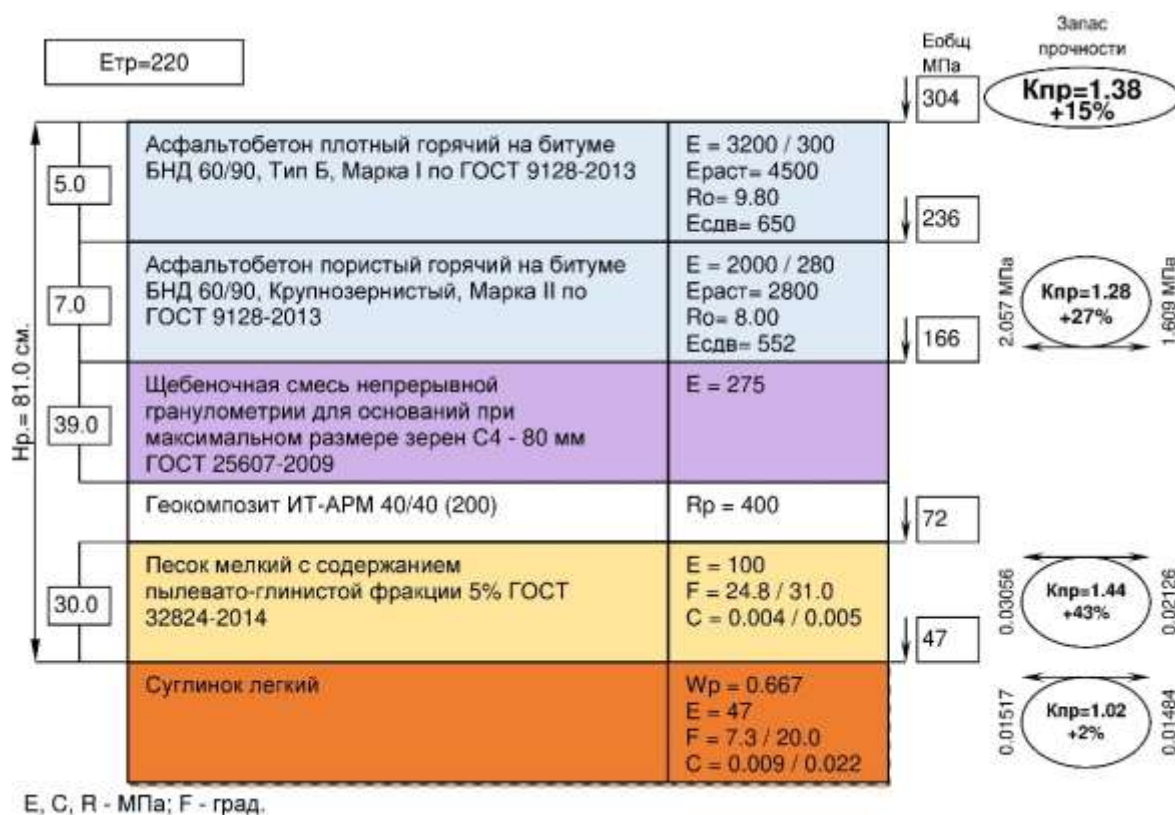 Етр=220
Еобщ
МПа
Запас
прочности
304
Кпр=1.38
+15%
Нр.= 81.0 см.
5.0
Асфальтобетон плотный горячий на битуме
БНД 60/90, Тип Б, Марка I по ГОСТ 9128-2013
E = 3200 / 300
Eраст= 4500
Ro= 9.80
Eсдв= 650
236
7.0
Асфальтобетон пористый горячий на битуме
БНД 60/90, Крупнозернистый, Марка II по
ГОСТ 9128-2013
E = 2000 / 280
Eраст= 2800
Ro= 8.00
Eсдв= 552
166
2.057 МПа
Кпр=1.28
+27%
1.609 МПа
39.0
Щебеночная смесь непрерывной
гранулометрии для оснований при
максимальном размере зерен С4 - 80 мм
ГОСТ 25607-2009
E = 275
Геокомпозит ИТ-АРМ 40/40 (200)
Rp = 400
72
30.0
Песок мелкий с содержанием
пылевато-глинистой фракции 5% ГОСТ
32824-2014
E = 100
F = 24.8 / 31.0
C = 0.004 / 0.005
47
0.03056
Кпр=1.44
+43%
0.02126
Суглинок легкий
Wp = 0.667
E = 47
F = 7.3 / 20.0
C = 0.009 / 0.022
0.01517
Кпр=1.02
+2%
0.01484
E, C, R - МПа; F - град.